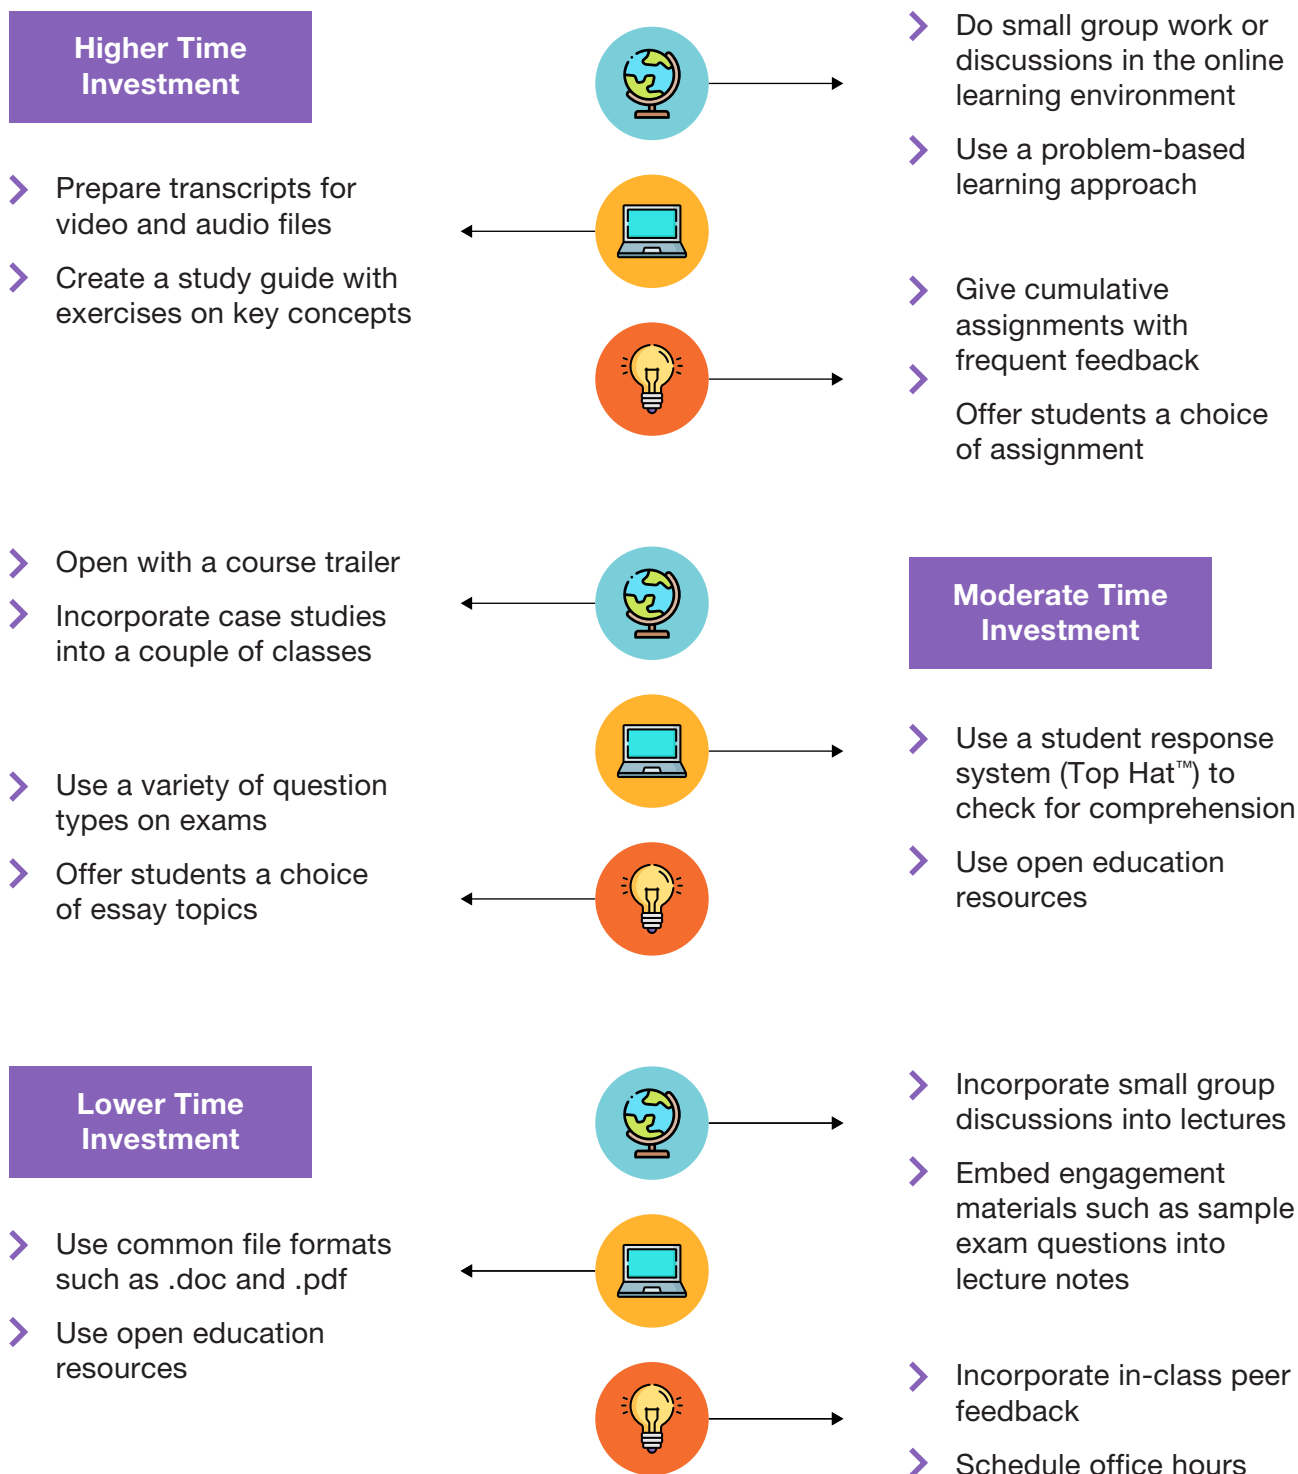 Higher Time
Investment
Do small group work or
discussions in the online
learning environment
Use a problem-based
learning approach
Prepare transcripts for
video and audio files
Create a study guide with
exercises on key concepts
Give cumulative
assignments with
frequent feedback
Offer students a choice
of assignment
Open with a course trailer
Incorporate case studies
into a couple of classes
Moderate Time
Investment
Use a student response
system (Top Hat™) to
check for comprehension
Use open education
resources
Use a variety of question
types on exams
Offer students a choice
of essay topics
Lower Time
Investment
Incorporate small group
discussions into lectures
Embed engagement
materials such as sample
exam questions into
lecture notes
Use common file formats
such as .doc and .pdf
Use open education
resources
Incorporate in-class peer
feedback
Schedule office hours